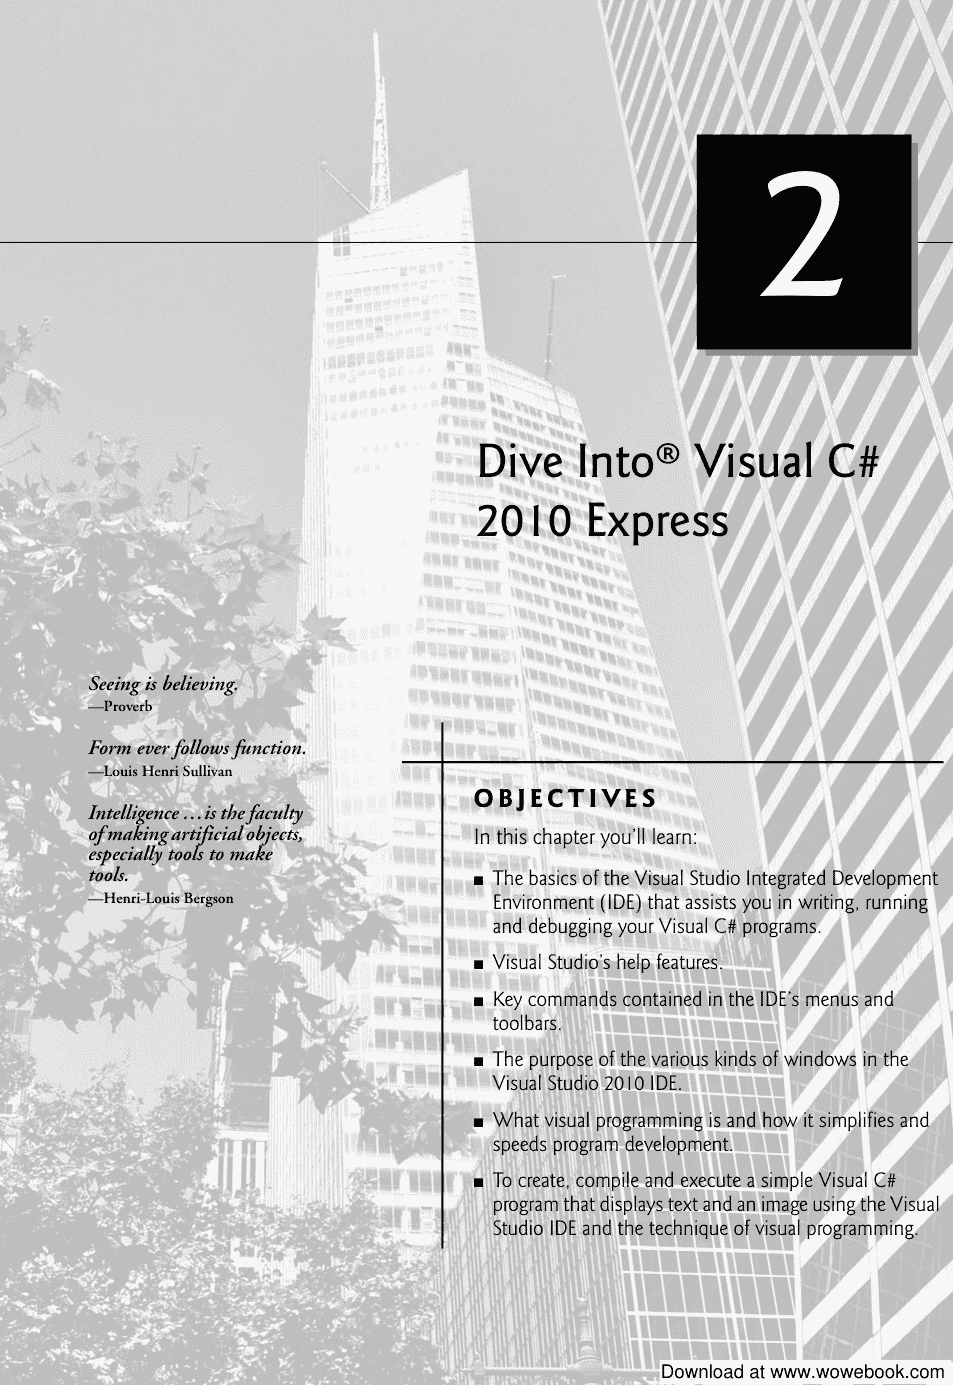 2
Dive Into® Visual C#
2010 Express
Seeing is believing.
—Proverb
Form ever follows function.
—Louis Henri Sullivan
Intelligence …is the faculty
of making artificial objects,
especially tools to make
tools.
—Henri-Louis Bergson
OBJECTIVES
In this chapter you’ll learn:
■ The basics of the Visual Studio Integrated Development
Environment (IDE) that assists you in writing, running
and debugging your Visual C# programs.
■ Visual Studio’s help features.
■ Key commands contained in the IDE’s menus and
toolbars.
■ The purpose of the various kinds of windows in the
Visual Studio 2010 IDE.
■ What visual programming is and how it simplifies and
speeds program development.
■ To create, compile and execute a simple Visual C#
program that displays text and an image using the Visual
Studio IDE and the technique of visual programming.
Download at www.wowebook.com